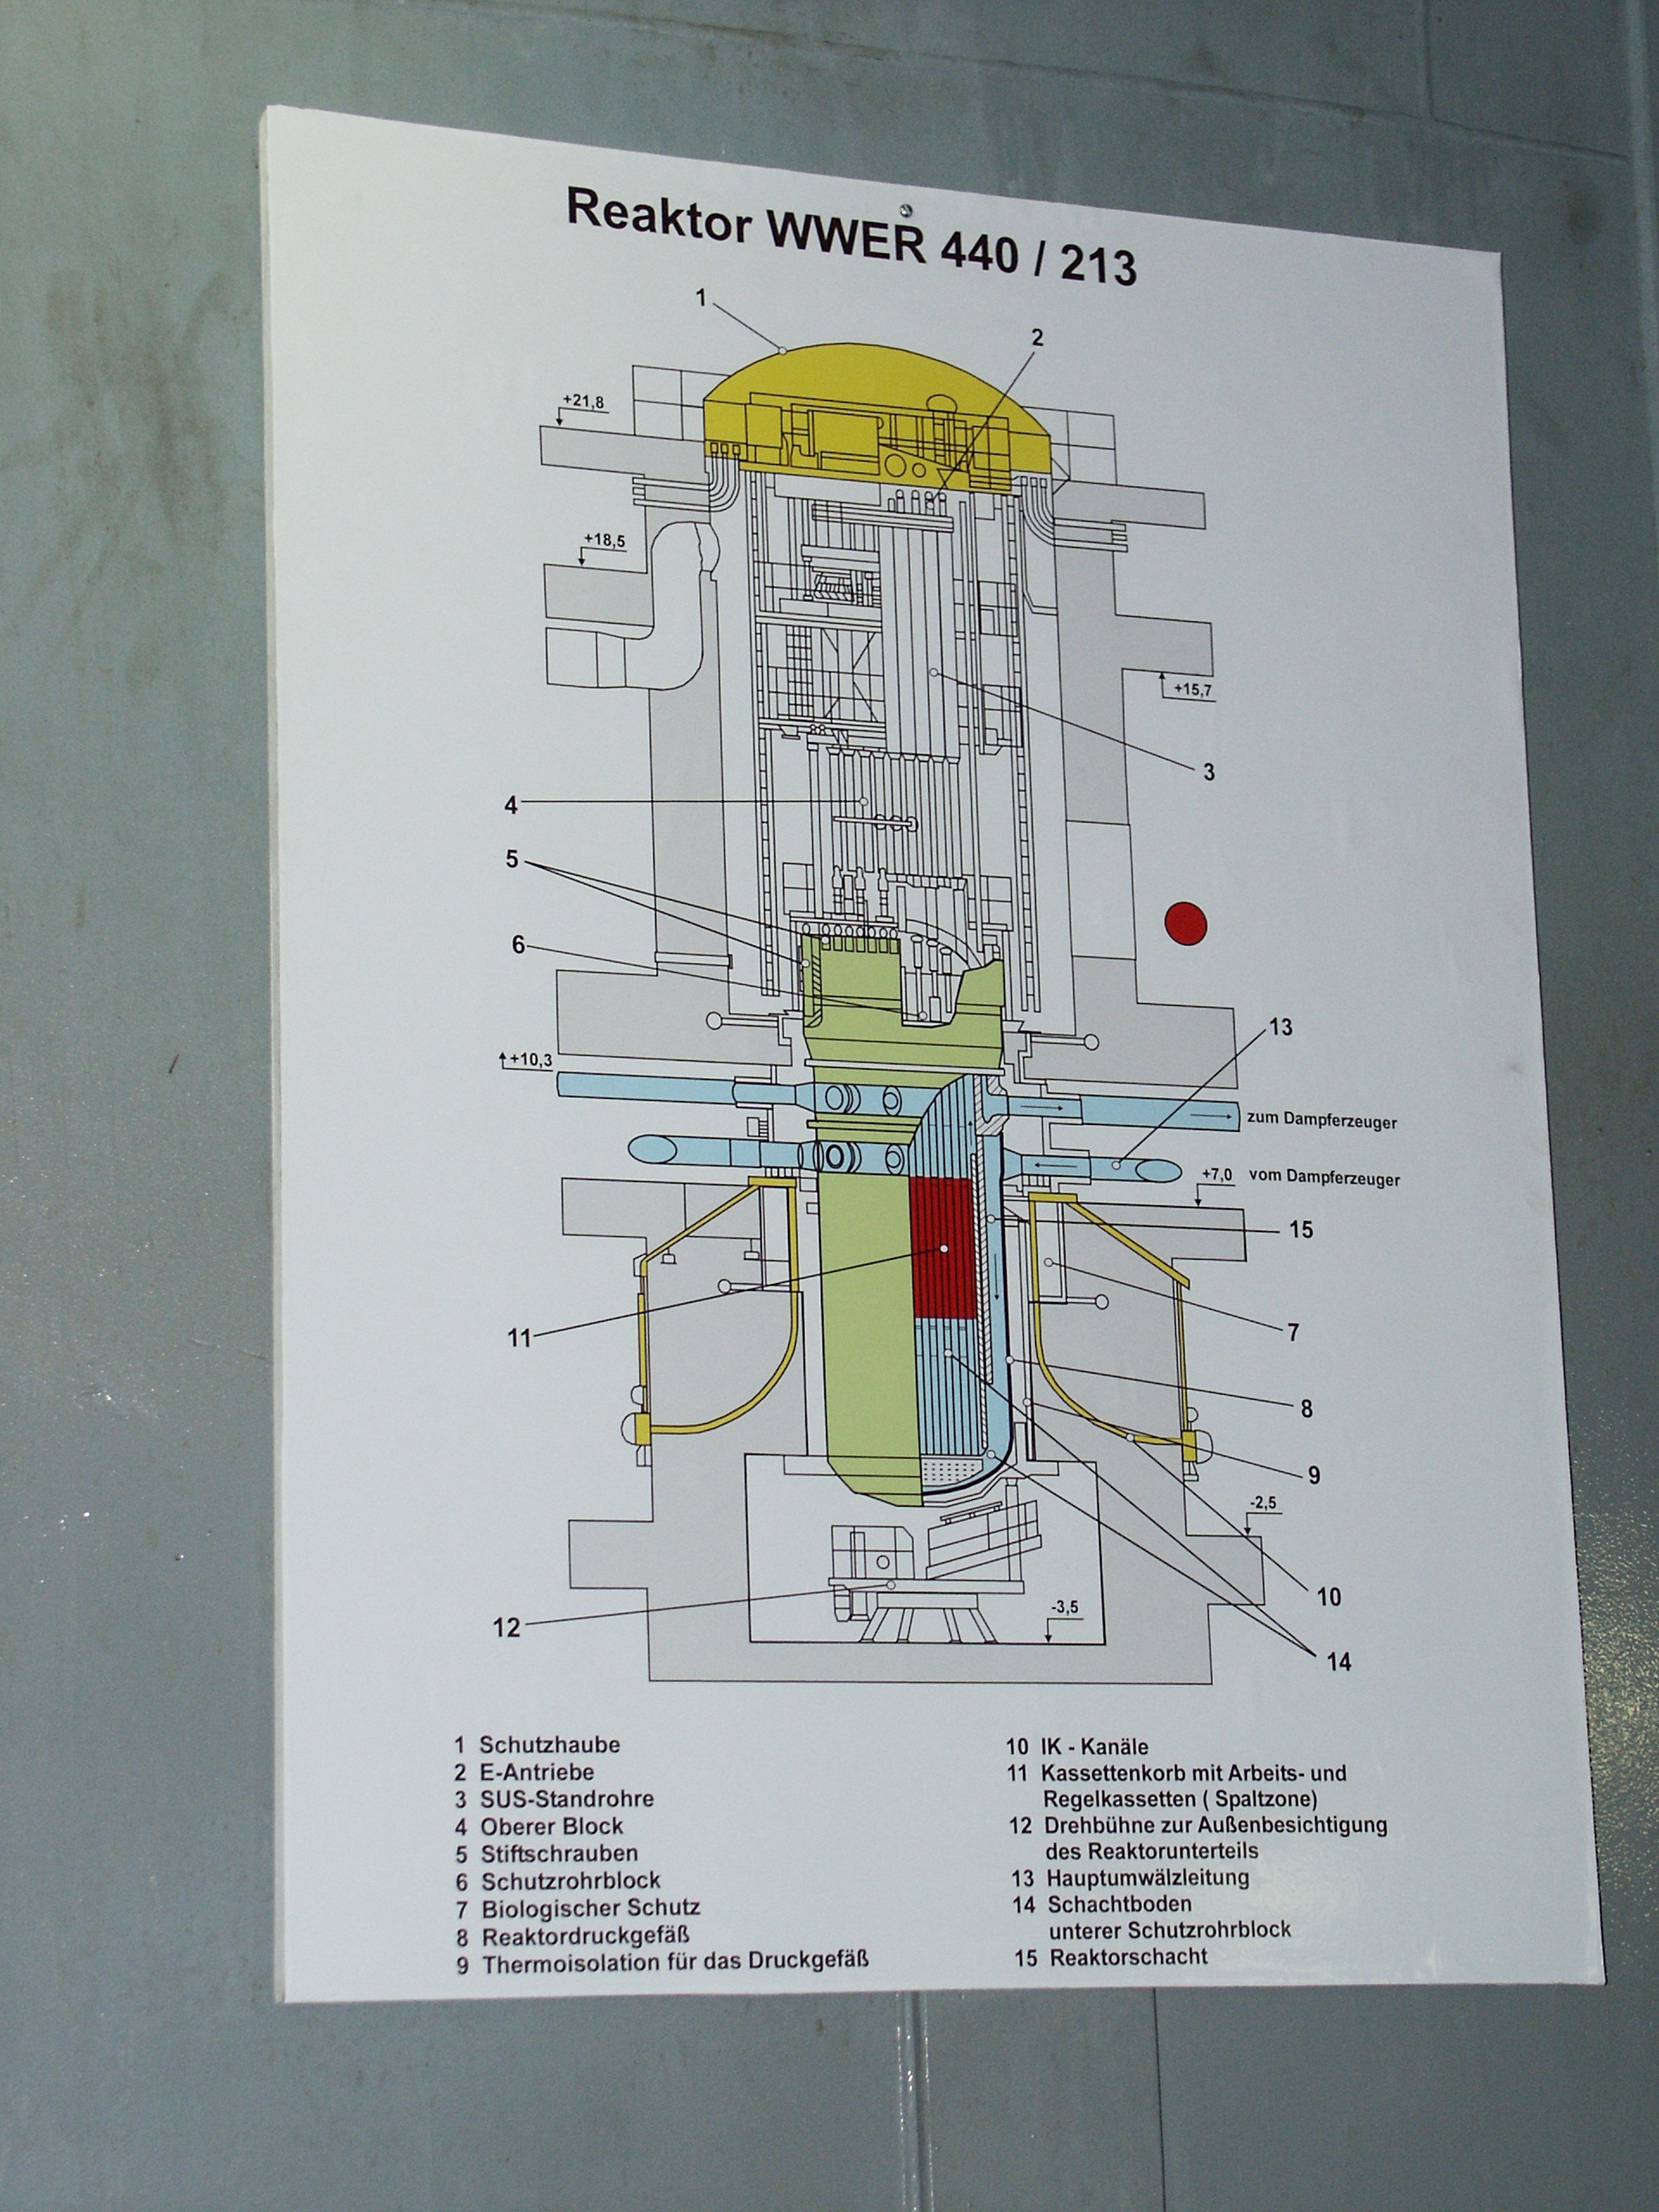 Reaktor WWER 440 / 213
1
2
+21,8
+18,5
+15,7
3
4
5
6
13
+10,3
zum Dampferzeuger
+7,0 vom Dampferzeuger
15
11
7
8
9
-2,5
10
12
-3,5
14
1 Schutzhaube
2 E-Antriebe
3 SUS-Standrohre
4 Oberer Block
5 Stiftschrauben
6 Schutzrohrblock
7 Biologischer Schutz
8 Reaktordruckgefäß
9 Thermoisolation für das Druckgefäß
10 IK - Kanäle
11 Kassettenkorb mit Arbeits- und
Regelkassetten ( Spaltzone)
12 Drehbühne zur Außenbesichtigung
des Reaktorunterteils
13 Hauptumwälzleitung
14 Schachtboden
unterer Schutzrohrblock
15 Reaktorschacht